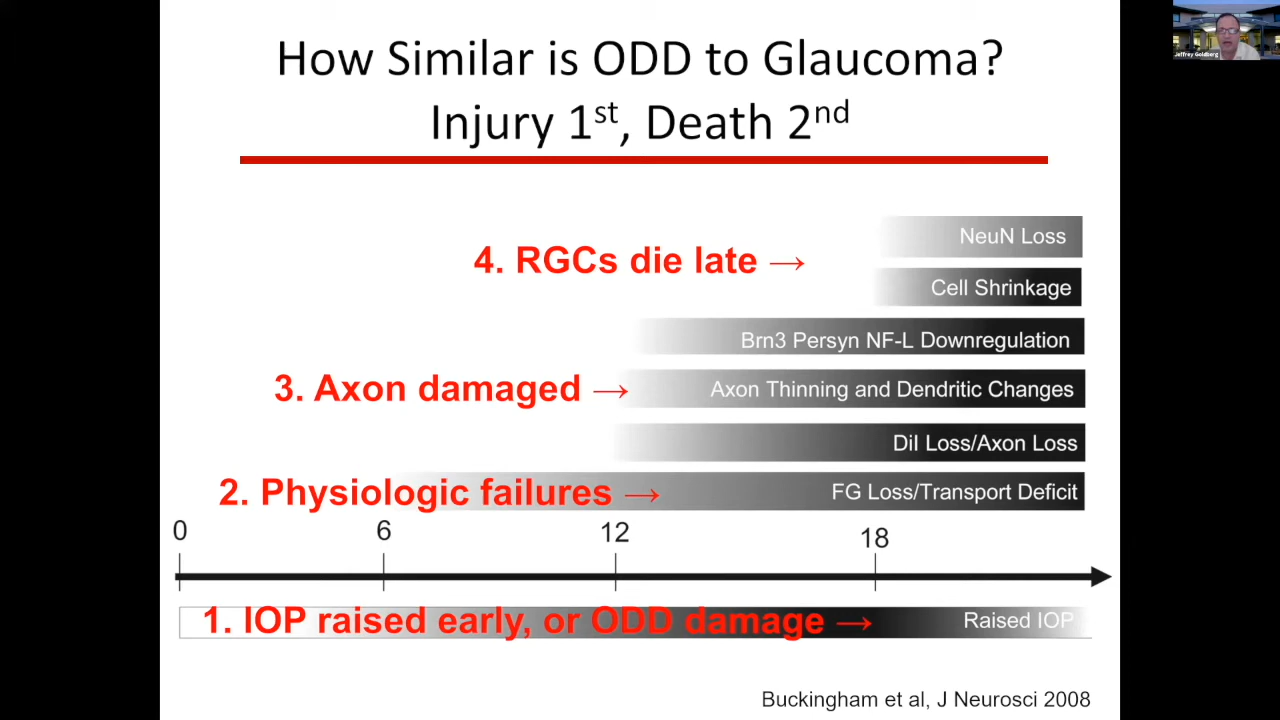 How Similar is ODD to Glaucoma?
Injury 1st, Death 2nd
Jeffrey Goldberg
NeuN Loss
4. RGCs die late →
Cell Shrinkage
Brn3 Persyn NF-L Downregulation
3. Axon damaged →
Axon Thinning and Dendritic Changes
DiI Loss/Axon Loss
2. Physiologic failures →
FG Loss/Transport Deficit
0 6 12 18
1. IOP raised early, or ODD damage →
Raised IOP
Buckingham et al, J Neurosci 2008